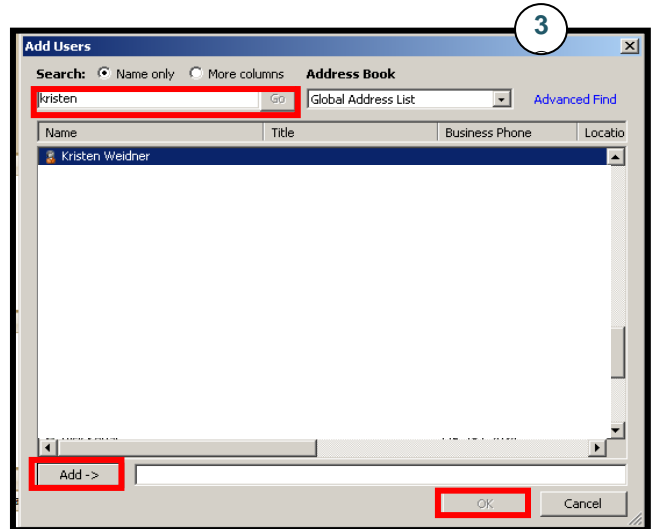 3
Add Users
Search: Name only More columns Address Book
kristen Go Global Address List Advanced Find
Name Title Business Phone Locatio
Kristen Weidner
Add ->
OK Cancel